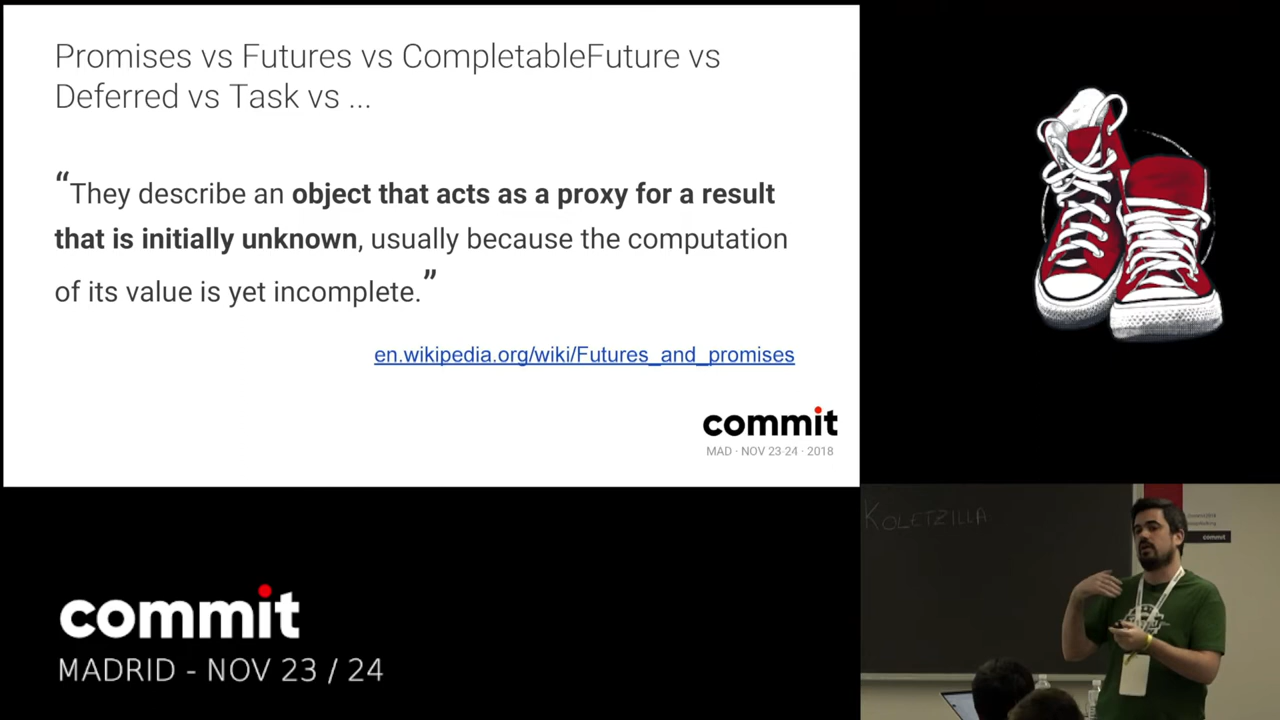 Promises vs Futures vs CompletableFuture vs
Deferred vs Task vs ...
“They describe an object that acts as a proxy for a result
that is initially unknown, usually because the computation
of its value is yet incomplete.”
en.wikipedia.org/wiki/Futures_and_promises
commit
MAD · NOV 23 24 · 2018
commit
MADRID - NOV 23 / 24
KOLETZILLA
commit